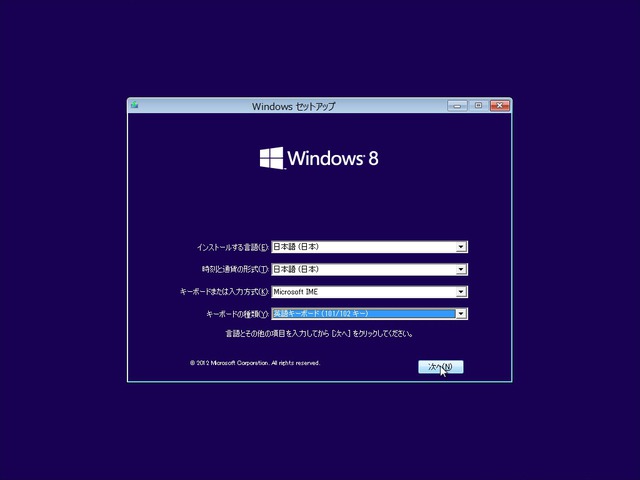 Windows セットアップ
Windows 8
インストールする言語(E): 日本語 (日本)
時刻と通貨の形式(T): 日本語 (日本)
キーボードまたは入力方式(K): Microsoft IME
キーボードの種類(Y): 英語キーボード (101/102 キー)
言語とその他の項目を入力してから [次へ] をクリックしてください。
© 2012 Microsoft Corporation. All rights reserved.
次へ(N)